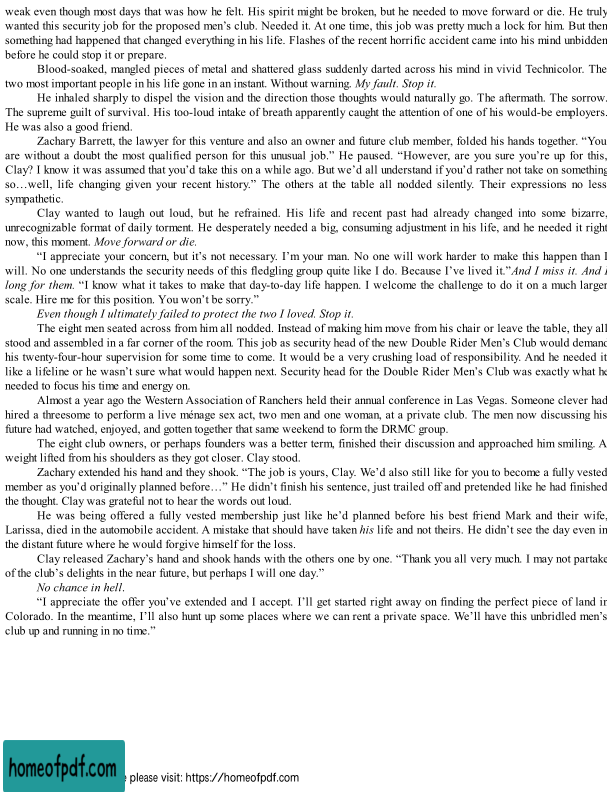 weak even though most days that was how he felt. His spirit might be broken, but he needed to move forward or die. He truly
wanted this security job for the proposed men's club. Needed it. At one time, this job was pretty much a lock for him. But then
something had happened that changed everything in his life. Flashes of the recent horrific accident came into his mind unbidden
before he could stop it or prepare.
Blood-soaked, mangled pieces of metal and shattered glass suddenly darted across his mind in vivid Technicolor. The
two most important people in his life gone in an instant. Without warning. My fault. Stop it.
He inhaled sharply to dispel the vision and the direction those thoughts would naturally go. The aftermath. The sorrow.
The supreme guilt of survival. His too-loud intake of breath apparently caught the attention of one of his would-be employers.
He was also a good friend.
Zachary Barrett, the lawyer for this venture and also an owner and future club member, folded his hands together. “You
are without a doubt the most qualified person for this unusual job.” He paused. “However, are you sure you're up for this,
Clay? I know it was assumed that you'd take this on a while ago. But we'd all understand if you'd rather not take on something
so…well, life changing given your recent history.” The others at the table all nodded silently. Their expressions no less
sympathetic.
Clay wanted to laugh out loud, but he refrained. His life and recent past had already changed into some bizarre,
unrecognizable format of daily torment. He desperately needed a big, consuming adjustment in his life, and he needed it right
now, this moment. Move forward or die.
“I appreciate your concern, but it's not necessary. I'm your man. No one will work harder to make this happen than I
will. No one understands the security needs of this fledgling group quite like I do. Because I've lived it.”And I miss it. And I
long for them. “I know what it takes to make that day-to-day life happen. I welcome the challenge to do it on a much larger
scale. Hire me for this position. You won't be sorry.”
Even though I ultimately failed to protect the two I loved. Stop it.
The eight men seated across from him all nodded. Instead of making him move from his chair or leave the table, they all
stood and assembled in a far corner of the room. This job as security head of the new Double Rider Men's Club would demand
his twenty-four-hour supervision for some time to come. It would be a very crushing load of responsibility. And he needed it
like a lifeline or he wasn't sure what would happen next. Security head for the Double Rider Men's Club was exactly what he
needed to focus his time and energy on.
Almost a year ago the Western Association of Ranchers held their annual conference in Las Vegas. Someone clever had
hired a threesome to perform a live ménage sex act, two men and one woman, at a private club. The men now discussing his
future had watched, enjoyed, and gotten together that same weekend to form the DRMC group.
The eight club owners, or perhaps founders was a better term, finished their discussion and approached him smiling. A
weight lifted from his shoulders as they got closer. Clay stood.
Zachary extended his hand and they shook. “The job is yours, Clay. We'd also still like for you to become a fully vested
member as you'd originally planned before…” He didn't finish his sentence, just trailed off and pretended like he had finished
the thought. Clay was grateful not to hear the words out loud.
He was being offered a fully vested membership just like he'd planned before his best friend Mark and their wife,
Larissa, died in the automobile accident. A mistake that should have taken his life and not theirs. He didn't see the day even in
the distant future where he would forgive himself for the loss.
Clay released Zachary's hand and shook hands with the others one by one. “Thank you all very much. I may not partake
of the club's delights in the near future, but perhaps I will one day.”
No chance in hell.
“I appreciate the offer you've extended and I accept. I'll get started right away on finding the perfect piece of land in
Colorado. In the meantime, I'll also hunt up some places where we can rent a private space. We'll have this unbridled men's
club up and running in no time.”
homeofpdf.com
please visit: https://homeofpdf.com